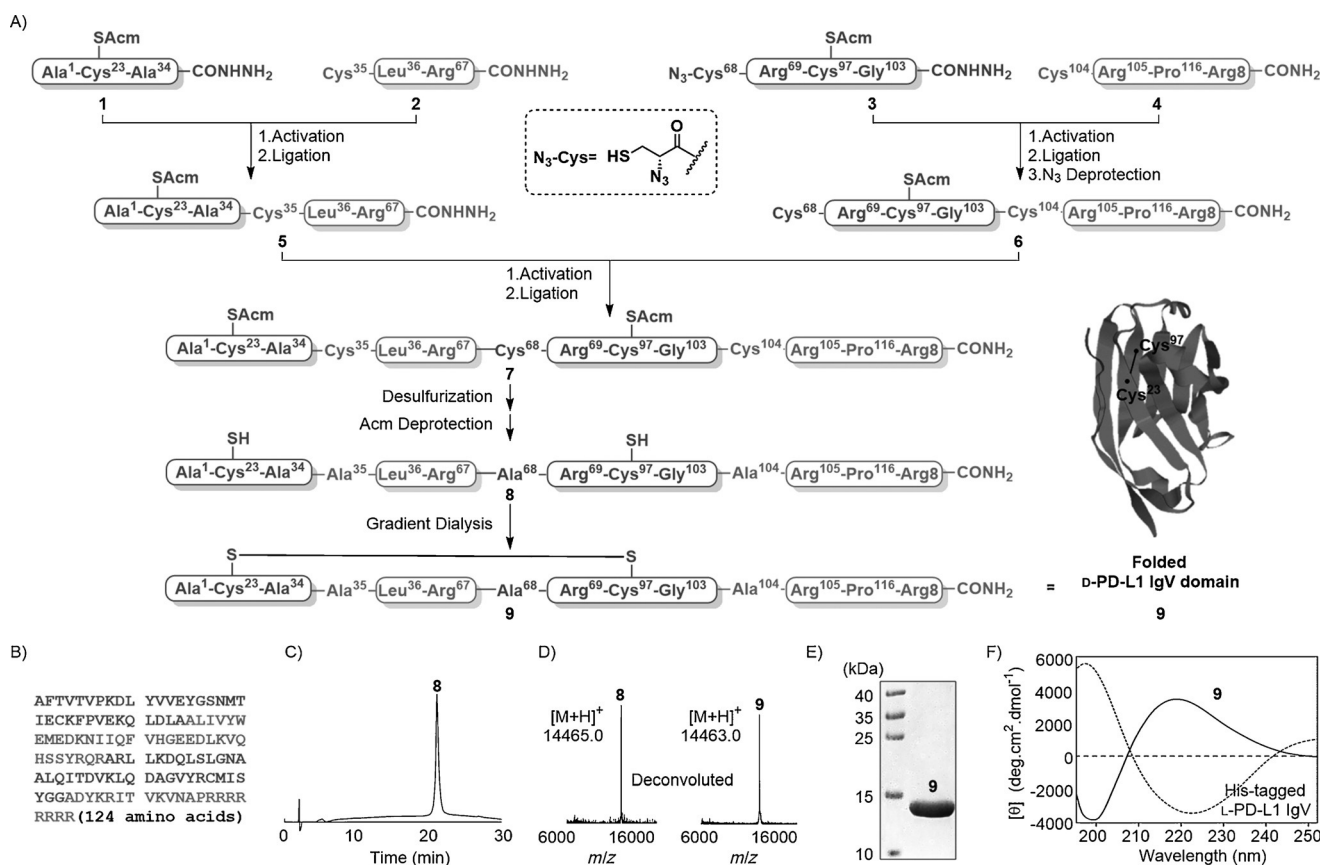 A)
SAcm
Ala¹-Cys²³-Ala³⁴ CONHNH₂
1
Cys³⁵ Leu³⁶-Arg⁶⁷ CONHNH₂
2
SAcm
N₃-Cys⁶⁸ Arg⁶⁹-Cys⁹⁷-Gly¹⁰³ CONHNH₂
3
Cys¹⁰⁴ Arg¹⁰⁵-Pro¹¹⁶-Arg8 CONH₂
4
1.Activation
2.Ligation
N₃-Cys= HS O N₃
1.Activation
2.Ligation
3.N₃ Deprotection
SAcm
Ala¹-Cys²³-Ala³⁴ Cys³⁵ Leu³⁶-Arg⁶⁷ CONHNH₂
5
SAcm
Cys⁶⁸ Arg⁶⁹-Cys⁹⁷-Gly¹⁰³ Cys¹⁰⁴ Arg¹⁰⁵-Pro¹¹⁶-Arg8 CONH₂
6
1.Activation
2.Ligation
SAcm SAcm
Ala¹-Cys²³-Ala³⁴ Cys³⁵ Leu³⁶-Arg⁶⁷ Cys⁶⁸ Arg⁶⁹-Cys⁹⁷-Gly¹⁰³ Cys¹⁰⁴ Arg¹⁰⁵-Pro¹¹⁶-Arg8 CONH₂
7
Desulfurization
Acm Deprotection
SH SH
Ala¹-Cys²³-Ala³⁴ Ala³⁵ Leu³⁶-Arg⁶⁷ Ala⁶⁸ Arg⁶⁹-Cys⁹⁷-Gly¹⁰³ Ala¹⁰⁴ Arg¹⁰⁵-Pro¹¹⁶-Arg8 CONH₂
8
Gradient Dialysis
S S
Ala¹-Cys²³-Ala³⁴ Ala³⁵ Leu³⁶-Arg⁶⁷ Ala⁶⁸ Arg⁶⁹-Cys⁹⁷-Gly¹⁰³ Ala¹⁰⁴ Arg¹⁰⁵-Pro¹¹⁶-Arg8 CONH₂
9
=
Cys⁹⁷
Cys²³
Folded
D-PD-L1 IgV domain
9
B)
AFTVTVPKDL YVVEYGSNMT
IECKFPVEKQ LDLAALIVYW
EMEDKNIIQF VHGEEDLKVQ
HSSYRQRARL LKDQLSLGNA
ALQITDVKLQ DAGVYRCMIS
YGGADYKRIT VKVNAPRRRR
RRRR(124 amino acids)
C)
8
0 10 20 30
Time (min)
D)
8
[M+H]⁺
14465.0
9
[M+H]⁺
14463.0
Deconvoluted
6000 16000
m/z
6000 16000
m/z
E)
(kDa)
40
35
25
15
10
9
F)
[θ] (deg.cm².dmol⁻¹)
6000
4000
2000
0
-2000
-4000
9
His-tagged
L-PD-L1 IgV
200 210 220 230 240 250
Wavelength (nm)